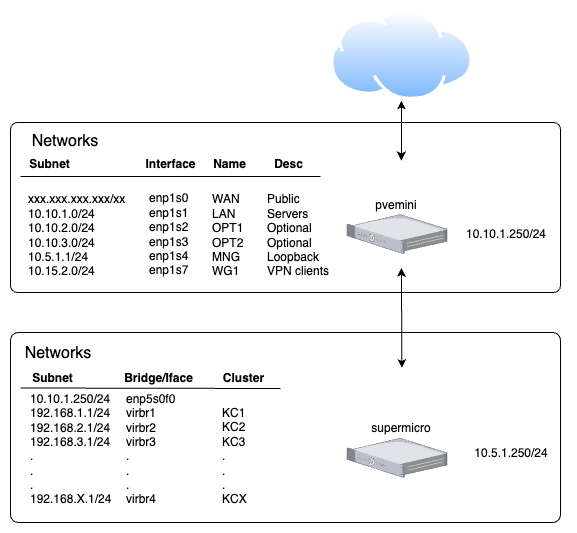 Networks
Subnet Interface Name Desc
xxx.xxx.xxx.xxx/xx enp1s0 WAN Public
10.10.1.0/24 enp1s1 LAN Servers
10.10.2.0/24 enp1s2 OPT1 Optional
10.10.3.0/24 enp1s3 OPT2 Optional
10.5.1.1/24 enp1s4 MNG Loopback
10.15.2.0/24 enp1s7 WG1 VPN clients
pvemini
10.10.1.250/24
Networks
Subnet Bridge/Iface Cluster
10.10.1.250/24 enp5s0f0
192.168.1.1/24 virbr1 KC1
192.168.2.1/24 virbr2 KC2
192.168.3.1/24 virbr3 KC3
. . .
. . .
. . .
192.168.X.1/24 virbr4 KCX
supermicro
10.5.1.250/24